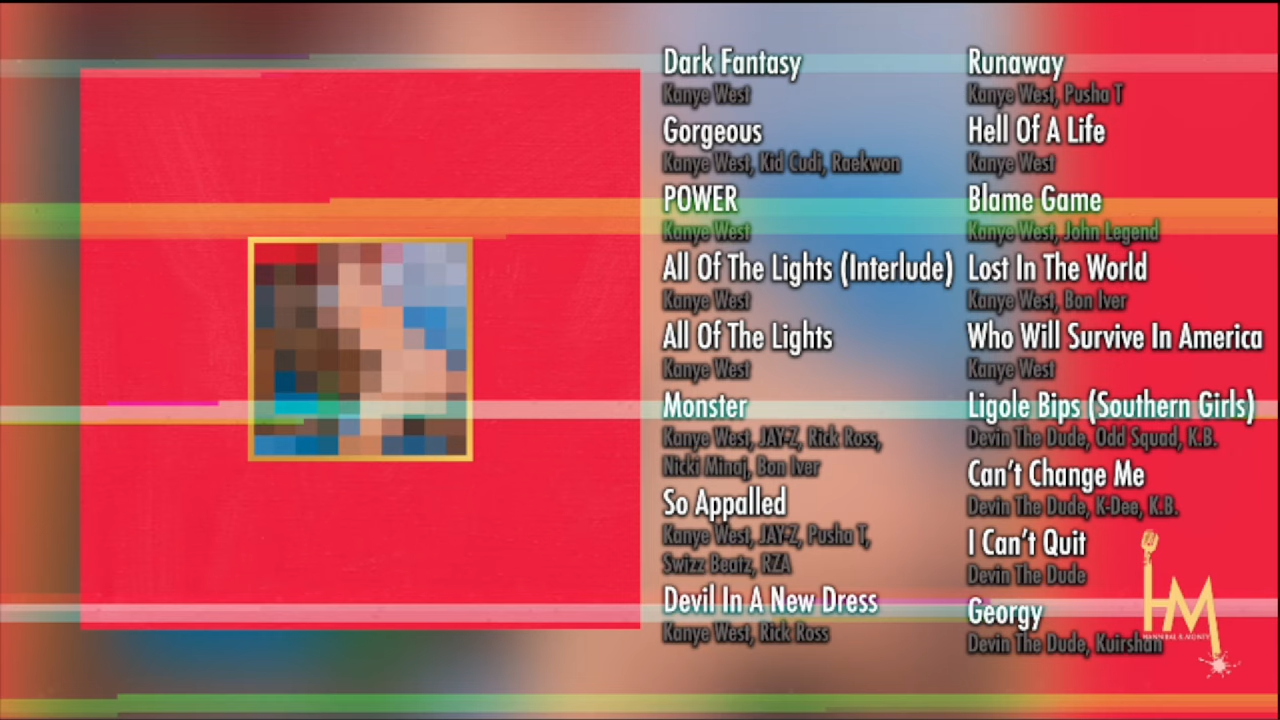 Dark Fantasy
Kanye West
Gorgeous
Kanye West, Kid Cudi, Raekwon
POWER
Kanye West
All Of The Lights (Interlude)
Kanye West
All Of The Lights
Kanye West
Monster
Kanye West, JAY-Z, Rick Ross,
Nicki Minaj, Bon Iver
So Appalled
Kanye West, JAY-Z, Pusha T,
Swizz Beatz, RZA
Devil In A New Dress
Kanye West, Rick Ross
Runaway
Kanye West, Pusha T
Hell Of A Life
Kanye West
Blame Game
Kanye West, John Legend
Lost In The World
Kanye West, Bon Iver
Who Will Survive In America
Kanye West
Ligole Bips (Southern Girls)
Devin The Dude, Odd Squad, K.B.
Can't Change Me
Devin The Dude, K-Dee, K.B.
I Can't Quit
Devin The Dude
Georgy
Devin The Dude, Kuirshan
HM
HANNIBAL & MONTY